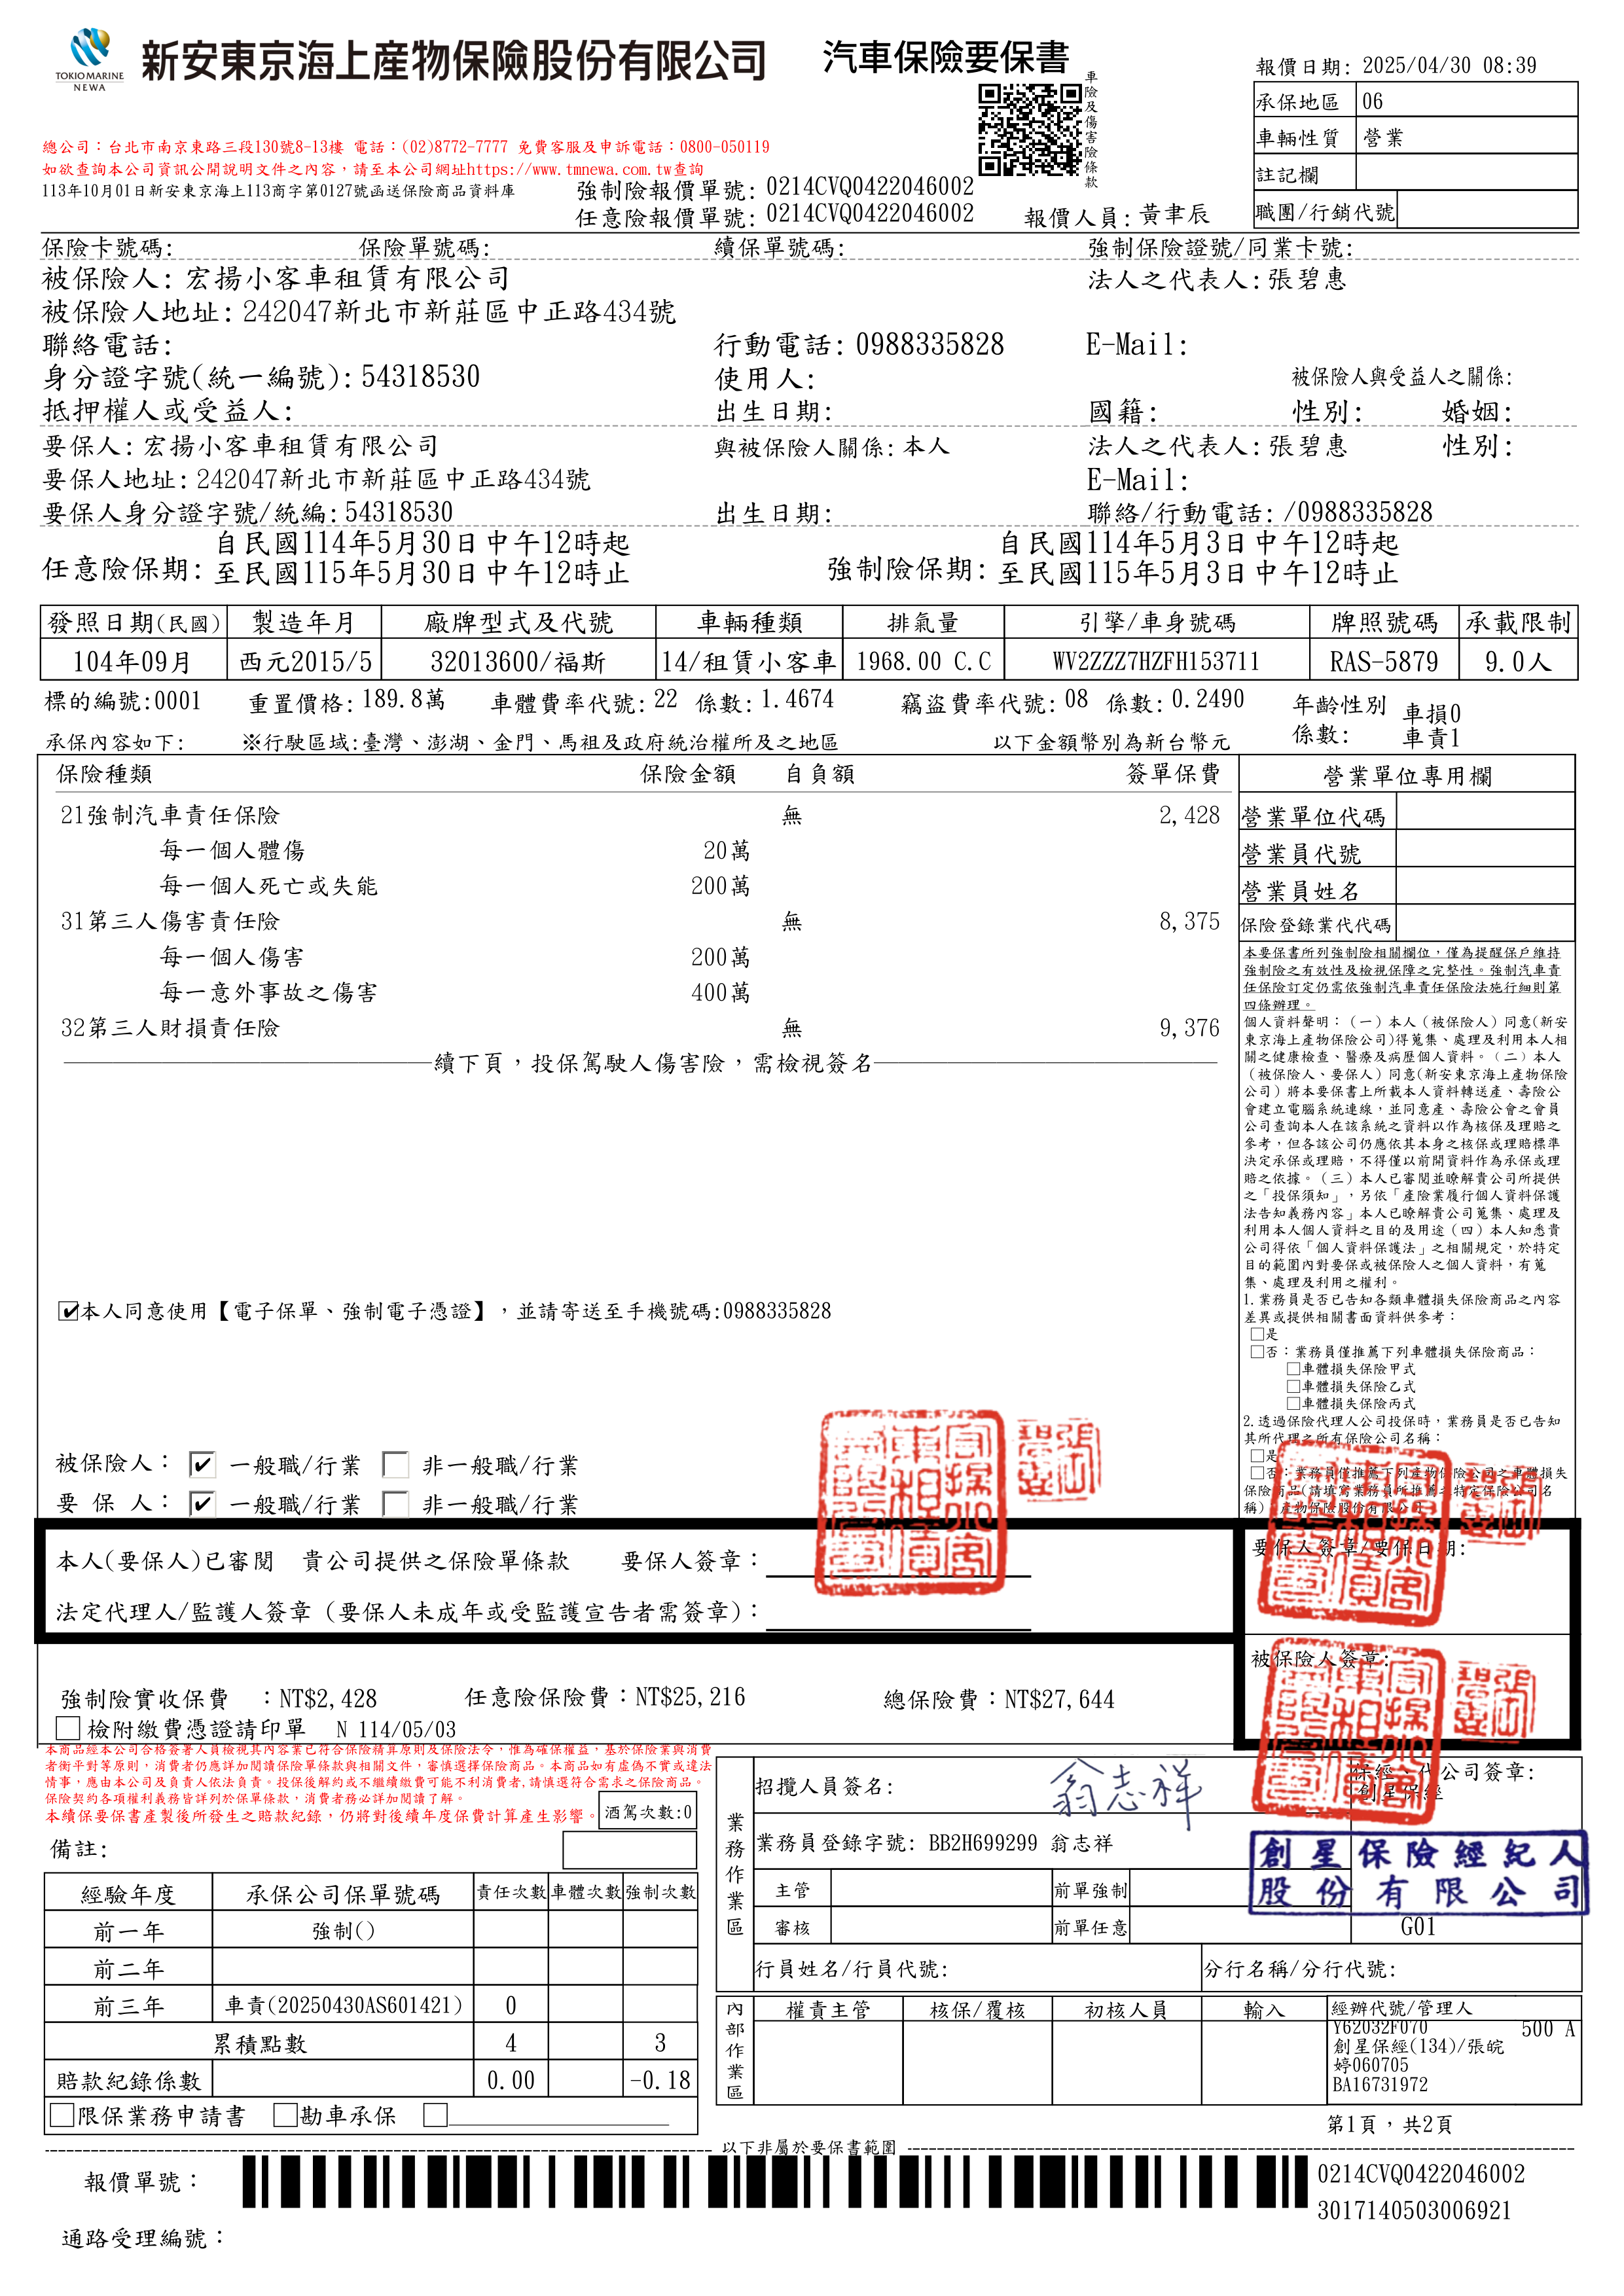 TOKIO MARINE
NEWA
新安東京海上產物保險股份有限公司
汽車保險要保書
車險及傷害險條款
報價日期: 2025/04/30 08:39
承保地區 06
車輛性質 營業
註記欄
職團/行銷代號
總公司：台北市南京東路三段130號8-13樓 電話：(02)8772-7777 免費客服及申訴電話：0800-050119
如欲查詢本公司資訊公開說明文件之內容，請至本公司網址https://www.tmnewa.com.tw查詢
113年10月01日新安東京海上113商字第0127號函送保險商品資料庫
強制險報價單號: 0214CVQ0422046002
任意險報價單號: 0214CVQ0422046002 報價人員: 黃聿辰
保險卡號碼: 保險單號碼: 續保單號碼: 強制保險證號/同業卡號:
被保險人: 宏揚小客車租賃有限公司 法人之代表人: 張碧惠
被保險人地址: 242047新北市新莊區中正路434號
聯絡電話: 行動電話: 0988335828 E-Mail:
身分證字號(統一編號): 54318530 使用人: 被保險人與受益人之關係:
抵押權人或受益人: 出生日期: 國籍: 性別: 婚姻:
要保人: 宏揚小客車租賃有限公司 與被保險人關係: 本人 法人之代表人: 張碧惠 性別:
要保人地址: 242047新北市新莊區中正路434號 E-Mail:
要保人身分證字號/統編: 54318530 出生日期: 聯絡/行動電話: /0988335828
任意險保期: 自民國114年5月30日中午12時起
至民國115年5月30日中午12時止
強制險保期: 自民國114年5月3日中午12時起
至民國115年5月3日中午12時止
發照日期(民國) 製造年月 廠牌型式及代號 車輛種類 排氣量 引擎/車身號碼 牌照號碼 承載限制
104年09月 西元2015/5 32013600/福斯 14/租賃小客車 1968.00 C.C WV2ZZZ7HZFH153711 RAS-5879 9.0人
標的編號:0001 重置價格: 189.8萬 車體費率代號: 22 係數: 1.4674 竊盜費率代號: 08 係數: 0.2490 年齡性別係數: 車損0 車責1
承保內容如下: ※行駛區域:臺灣、澎湖、金門、馬祖及政府統治權所及之地區 以下金額幣別為新台幣元
保險種類 保險金額 自負額 簽單保費
21強制汽車責任保險 無 2,428
每一個人體傷 20萬
每一個人死亡或失能 200萬
31第三人傷害責任險 無 8,375
每一個人傷害 200萬
每一意外事故之傷害 400萬
32第三人財損責任險 無 9,376
續下頁，投保駕駛人傷害險，需檢視簽名
☑本人同意使用【電子保單、強制電子憑證】，並請寄送至手機號碼:0988335828
被保險人： ☑ 一般職/行業 □ 非一般職/行業
要 保 人： ☑ 一般職/行業 □ 非一般職/行業
營業單位專用欄
營業單位代碼
營業員代號
營業員姓名
保險登錄業代代碼
本要保書所列強制險相關欄位，僅為提醒保戶維持
強制險之有效性及檢視保障之完整性。強制汽車責
任保險訂定仍需依強制汽車責任保險法施行細則第
四條辦理。
個人資料聲明：（一）本人（被保險人）同意(新安
東京海上產物保險公司)得蒐集、處理及利用本人相
關之健康檢查、醫療及病歷個人資料。（二）本人
（被保險人、要保人）同意(新安東京海上產物保險
公司）將本要保書上所載本人資料轉送產、壽險公
會建立電腦系統連線，並同意產、壽險公會之會員
公司查詢本人在該系統之資料以作為核保及理賠之
參考，但各該公司仍應依其本身之核保或理賠標準
決定承保或理賠，不得僅以前開資料作為承保或理
賠之依據。（三）本人已審閱並瞭解貴公司所提供
之「投保須知」，另依「產險業履行個人資料保護
法告知義務內容」本人已瞭解貴公司蒐集、處理及
利用本人個人資料之目的及用途（四）本人知悉貴
公司得依「個人資料保護法」之相關規定，於特定
目的範圍內對要保或被保險人之個人資料，有蒐
集、處理及利用之權利。
1.業務員是否已告知各類車體損失保險商品之內容
差異或提供相關書面資料供參考：
□是
□否：業務員僅推薦下列車體損失保險商品：
□車體損失保險甲式
□車體損失保險乙式
□車體損失保險丙式
2.透過保險代理人公司投保時，業務員是否已告知
其所代理之所有保險公司名稱：
□是
□否：業務員僅推薦下列產物保險公司之車體損失
保險商品(請填寫業務員所推薦之特定保險公司名
稱) 產物保險股份有限公司
本人(要保人)已審閱 貴公司提供之保險單條款 要保人簽章：
法定代理人/監護人簽章（要保人未成年或受監護宣告者需簽章）：
要保人簽章/要保日期:
被保險人簽章:
強制險實收保費 ：NT$2,428 任意險保險費：NT$25,216 總保險費：NT$27,644
□ 檢附繳費憑證請印單 N 114/05/03
本商品經本公司合格簽署人員檢視其內容業已符合保險精算原則及保險法令，惟為確保權益，基於保險業與消費
者衡平對等原則，消費者仍應詳加閱讀保險單條款與相關文件，審慎選擇保險商品。本商品如有虛偽不實或違法
情事，應由本公司及負責人依法負責。投保後解約或不繼續繳費可能不利消費者,請慎選符合需求之保險商品。
保險契約各項權利義務皆詳列於保單條款，消費者務必詳加閱讀了解。
本續保要保書產製後所發生之賠款紀錄，仍將對後續年度保費計算產生影響。
酒駕次數:0
備註:
經驗年度 承保公司保單號碼 責任次數 車體次數 強制次數
前一年 強制()
前二年
前三年 車責(20250430AS601421) 0
累積點數 4 3
賠款紀錄係數 0.00 -0.18
□限保業務申請書 □勘車承保 □
業務作業區
招攬人員簽名: 翁志祥
保經、代公司簽章:
創星保經
業務員登錄字號: BB2H699299 翁志祥
創星保險經紀人
股份有限公司
主管 前單強制
審核 前單任意 G01
行員姓名/行員代號: 分行名稱/分行代號:
內部作業區
權責主管 核保/覆核 初核人員 輸入 經辦代號/管理人
Y62032F070 500 A
創星保經(134)/張皖
婷060705
BA16731972
第1頁，共2頁
以下非屬於要保書範圍
報價單號： 0214CVQ0422046002
3017140503006921
通路受理編號：